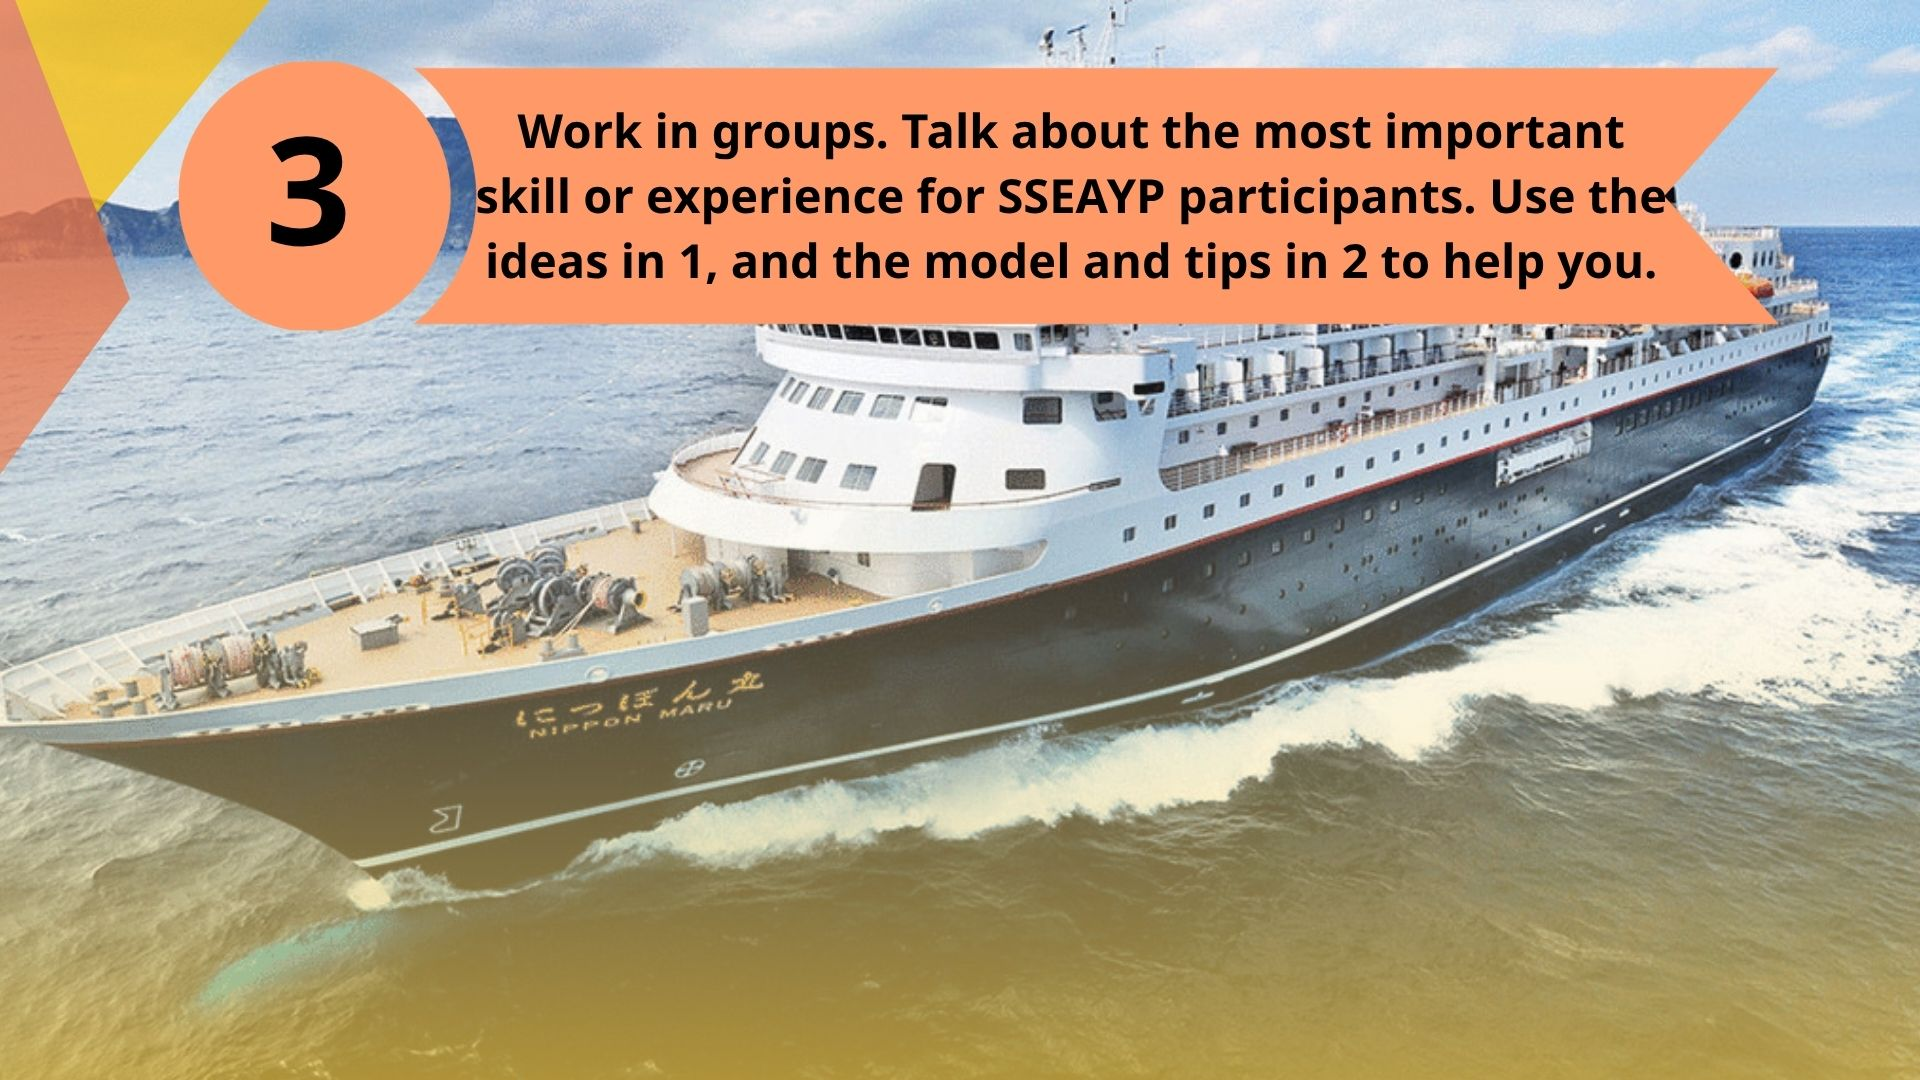 3
Work in groups. Talk about the most important
skill or experience for SSEAYP participants. Use the
ideas in 1, and the model and tips in 2 to help you.
にっぽん丸
NIPPON MARU